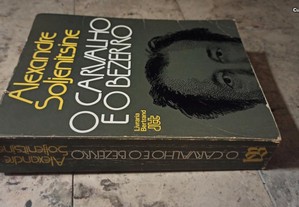 Alexandre
Soljenitsine
O CARVALHO
E O BEZERRO
Livraria
Bertrand
Alexandre
Soljenitsine
O CARVALHO E O BEZERRO